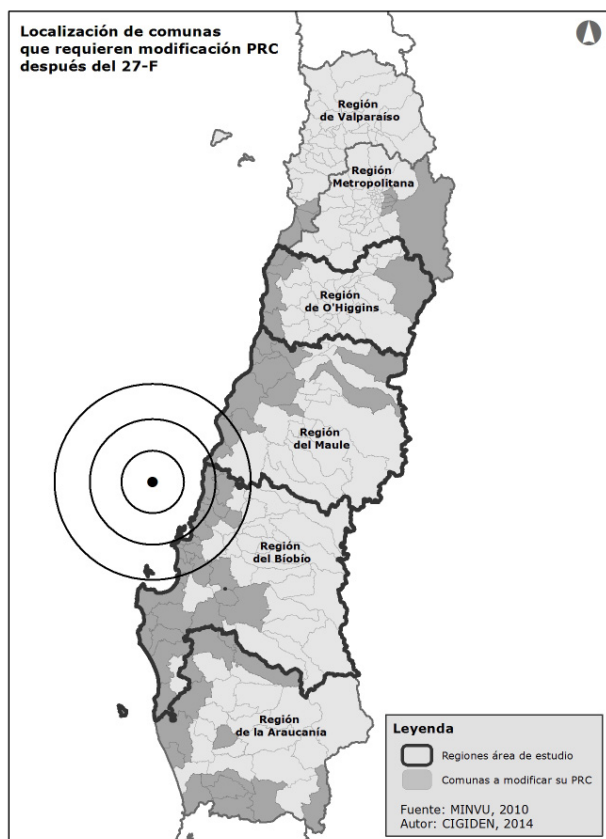 Localización de comunas
que requieren modificación PRC
después del 27-F
Región
de Valparaíso
Región
Metropolitana
Región
de O'Higgins
Región
del Maule
Región
del Bíobío
Región
de la Araucanía
Leyenda
Regiones área de estudio
Comunas a modificar su PRC
Fuente: MINVU, 2010
Autor: CIGIDEN, 2014